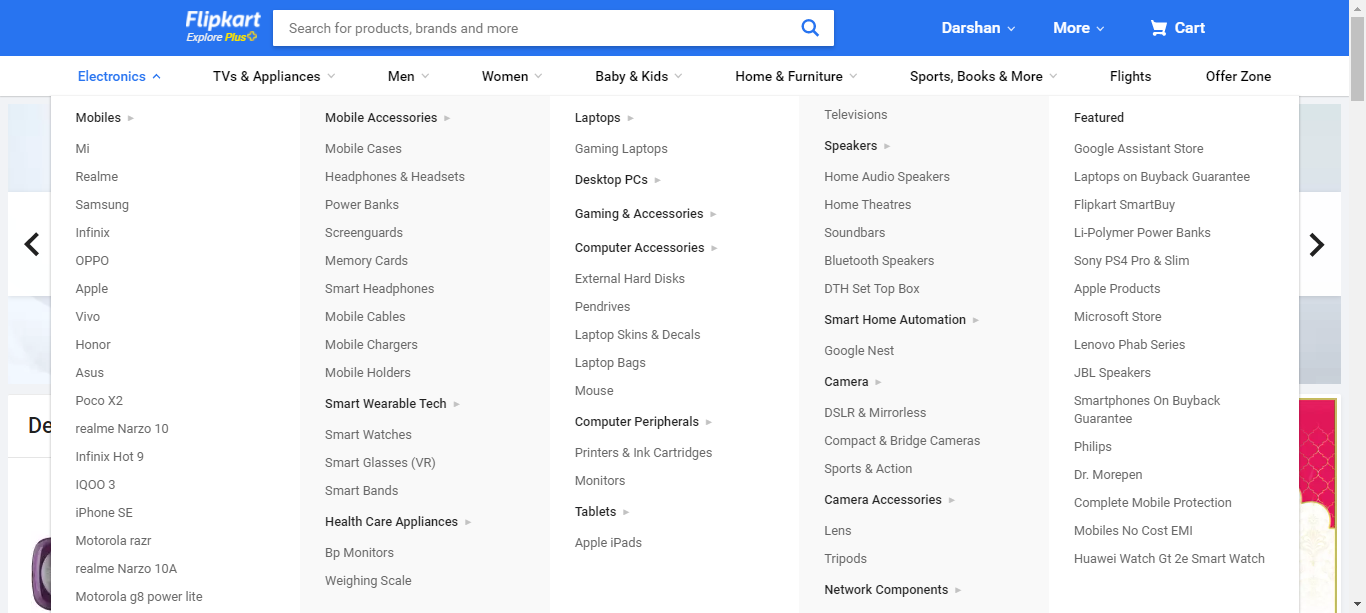 Flipkart
Explore Plus
Search for products, brands and more
Darshan
More
Cart
Electronics
TVs & Appliances
Men
Women
Baby & Kids
Home & Furniture
Sports, Books & More
Flights
Offer Zone
Mobiles
Mi
Realme
Samsung
Infinix
OPPO
Apple
Vivo
Honor
Asus
Poco X2
realme Narzo 10
Infinix Hot 9
IQOO 3
iPhone SE
Motorola razr
realme Narzo 10A
Motorola g8 power lite
Mobile Accessories
Mobile Cases
Headphones & Headsets
Power Banks
Screenguards
Memory Cards
Smart Headphones
Mobile Cables
Mobile Chargers
Mobile Holders
Smart Wearable Tech
Smart Watches
Smart Glasses (VR)
Smart Bands
Health Care Appliances
Bp Monitors
Weighing Scale
Laptops
Gaming Laptops
Desktop PCs
Gaming & Accessories
Computer Accessories
External Hard Disks
Pendrives
Laptop Skins & Decals
Laptop Bags
Mouse
Computer Peripherals
Printers & Ink Cartridges
Monitors
Tablets
Apple iPads
Televisions
Speakers
Home Audio Speakers
Home Theatres
Soundbars
Bluetooth Speakers
DTH Set Top Box
Smart Home Automation
Google Nest
Camera
DSLR & Mirrorless
Compact & Bridge Cameras
Sports & Action
Camera Accessories
Lens
Tripods
Network Components
Featured
Google Assistant Store
Laptops on Buyback Guarantee
Flipkart SmartBuy
Li-Polymer Power Banks
Sony PS4 Pro & Slim
Apple Products
Microsoft Store
Lenovo Phab Series
JBL Speakers
Smartphones On Buyback
Guarantee
Philips
Dr. Morepen
Complete Mobile Protection
Mobiles No Cost EMI
Huawei Watch Gt 2e Smart Watch
De